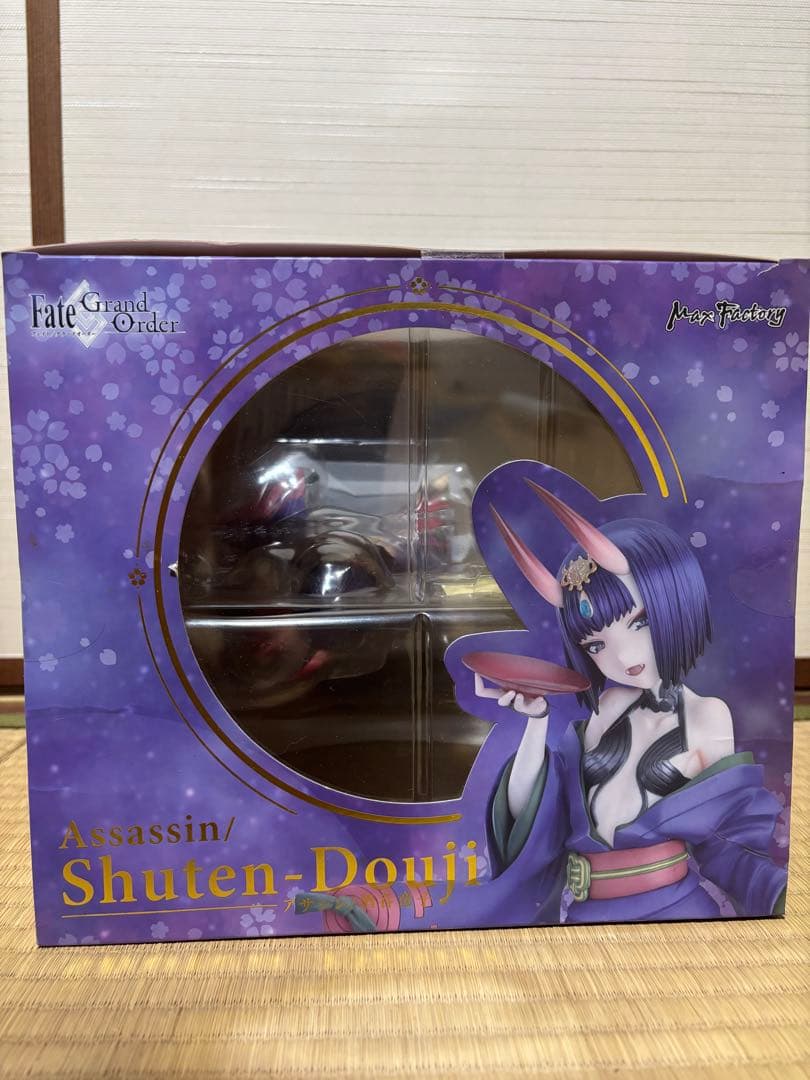 Fate Grand Order
Max Factory
Assassin/
Shuten-Douji